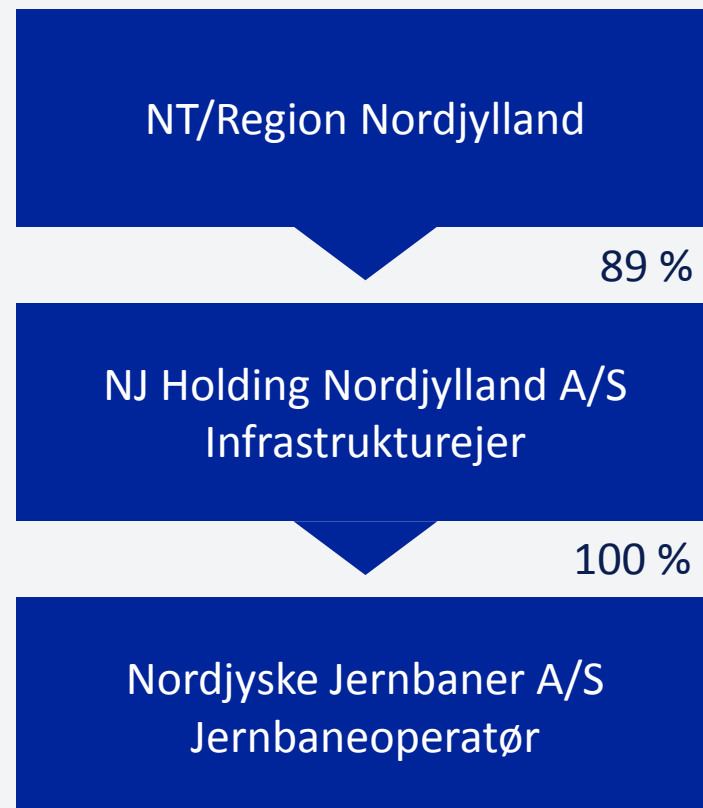 NT/Region Nordjylland
89 %
NJ Holding Nordjylland A/S
Infrastrukturejer
100 %
Nordjyske Jernbaner A/S
Jernbaneoperatør